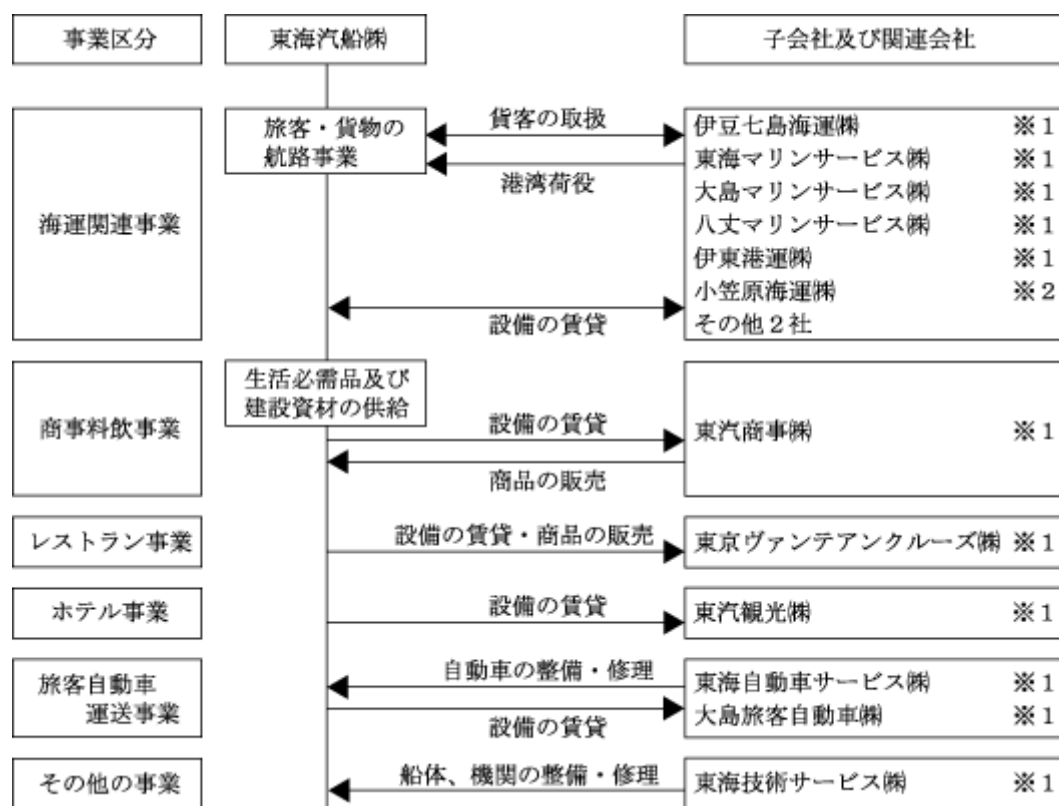 事業区分
東海汽船㈱
子会社及び関連会社
海運関連事業
旅客・貨物の
航路事業
貨客の取扱
港湾荷役
設備の賃貸
伊豆七島海運㈱ ※1
東海マリンサービス㈱ ※1
大島マリンサービス㈱ ※1
八丈マリンサービス㈱ ※1
伊東港運㈱ ※1
小笠原海運㈱ ※2
その他2社
商事料飲事業
生活必需品及び
建設資材の供給
設備の賃貸
商品の販売
東汽商事㈱ ※1
レストラン事業
設備の賃貸・商品の販売
東京ヴァンテアンクルーズ㈱ ※1
ホテル事業
設備の賃貸
東汽観光㈱ ※1
旅客自動車
運送事業
自動車の整備・修理
設備の賃貸
東海自動車サービス㈱ ※1
大島旅客自動車㈱ ※1
その他の事業
船体、機関の整備・修理
東海技術サービス㈱ ※1